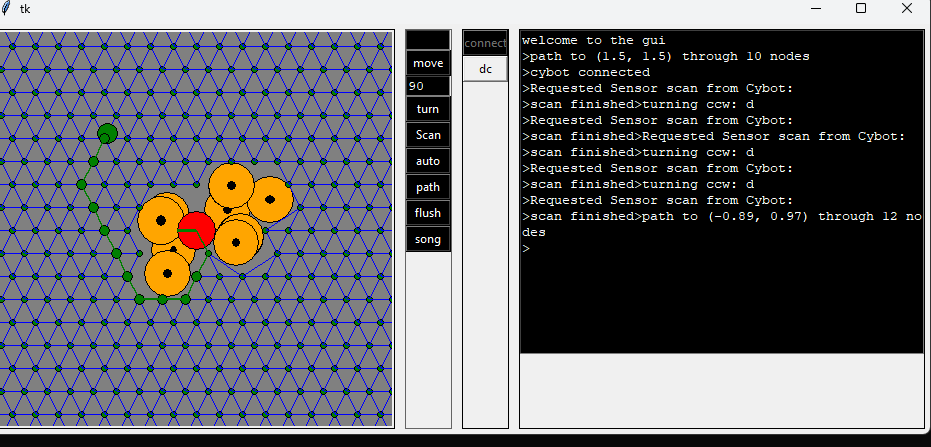 tk
move
90
turn
Scan
auto
path
flush
song
connect
dc
welcome to the gui
>path to (1.5, 1.5) through 10 nodes
>cybot connected
>Requested Sensor scan from Cybot:
>scan finished>turning ccw: d
>Requested Sensor scan from Cybot:
>scan finished>Requested Sensor scan from Cybot:
>scan finished>turning ccw: d
>Requested Sensor scan from Cybot:
>scan finished>turning ccw: d
>Requested Sensor scan from Cybot:
>scan finished>path to (-0.89, 0.97) through 12 no
des
>